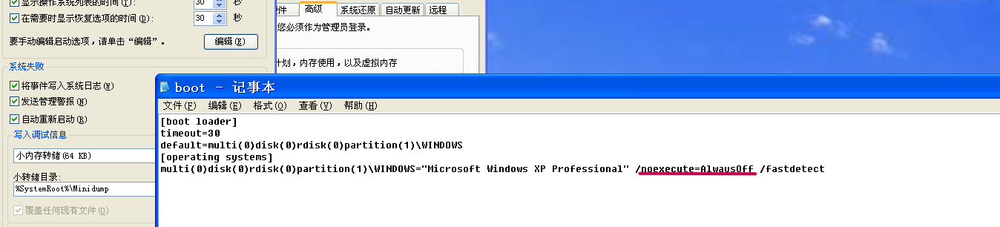 显示操作系统列表的时间(T): 30 秒
在需要时显示恢复选项的时间(D): 30 秒
要手动编辑启动选项，请单击“编辑”。 编辑(E)
系统失败
将事件写入系统日志(W)
发送管理警报(N)
自动重新启动(R)
写入调试信息
小内存转储(64 KB)
小转储目录:
%SystemRoot%\Minidump
覆盖任何现有文件(O)
高级 系统还原 自动更新 远程
您必须作为管理员登录。
计划，内存使用，以及虚拟内存
boot - 记事本
文件(F) 编辑(E) 格式(O) 查看(V) 帮助(H)
[boot loader]
timeout=30
default=multi(0)disk(0)rdisk(0)partition(1)\WINDOWS
[operating systems]
multi(0)disk(0)rdisk(0)partition(1)\WINDOWS="Microsoft Windows XP Professional" /noexecute=AlwaysOff /fastdetect